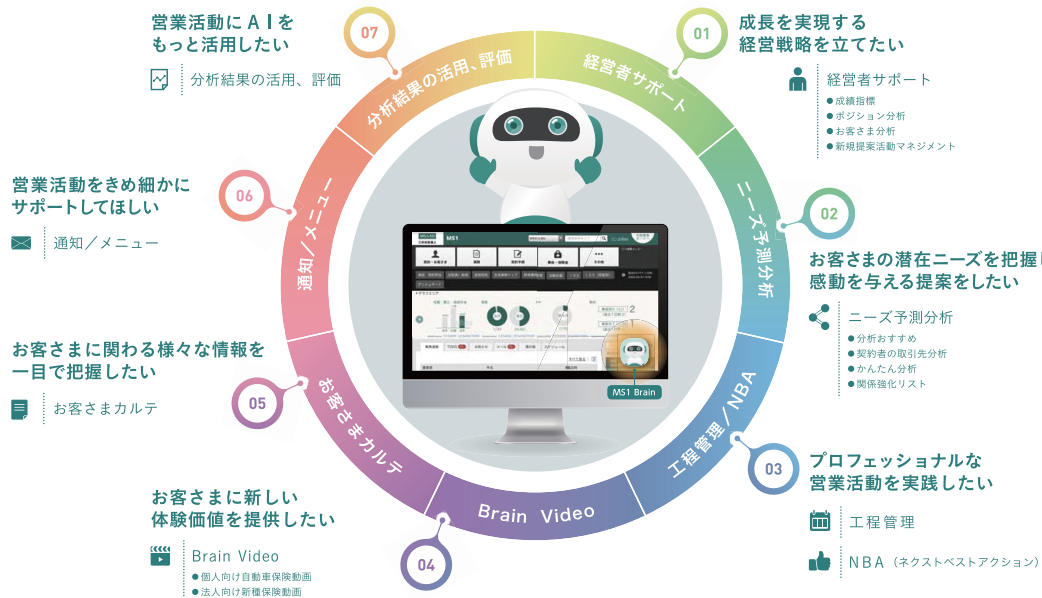 01
成長を実現する
経営戦略を立てたい
経営者サポート
●成績指標
●ポジション分析
●お客さま分析
●新規提案活動マネジメント
02
お客さまの潜在ニーズを把握し
感動を与える提案をしたい
ニーズ予測分析
●分析おすすめ
●契約者の取引先分析
●かんたん分析
●関係強化リスト
03
プロフェッショナルな
営業活動を実践したい
工程管理
NBA(ネクストベストアクション)
04
お客さまに新しい
体験価値を提供したい
Brain Video
●個人向け自動車保険動画
●法人向け新種保険動画
05
お客さまに関わる様々な情報を
一目で把握したい
お客さまカルテ
06
営業活動をきめ細かに
サポートしてほしい
通知/メニュー
07
営業活動にAIを
もっと活用したい
分析結果の活用、評価
経営者サポート
ニーズ予測分析
工程管理/NBA
Brain Video
お客さまカルテ
通知/メニュー
分析結果の活用、評価
MS1
MS1 Brain